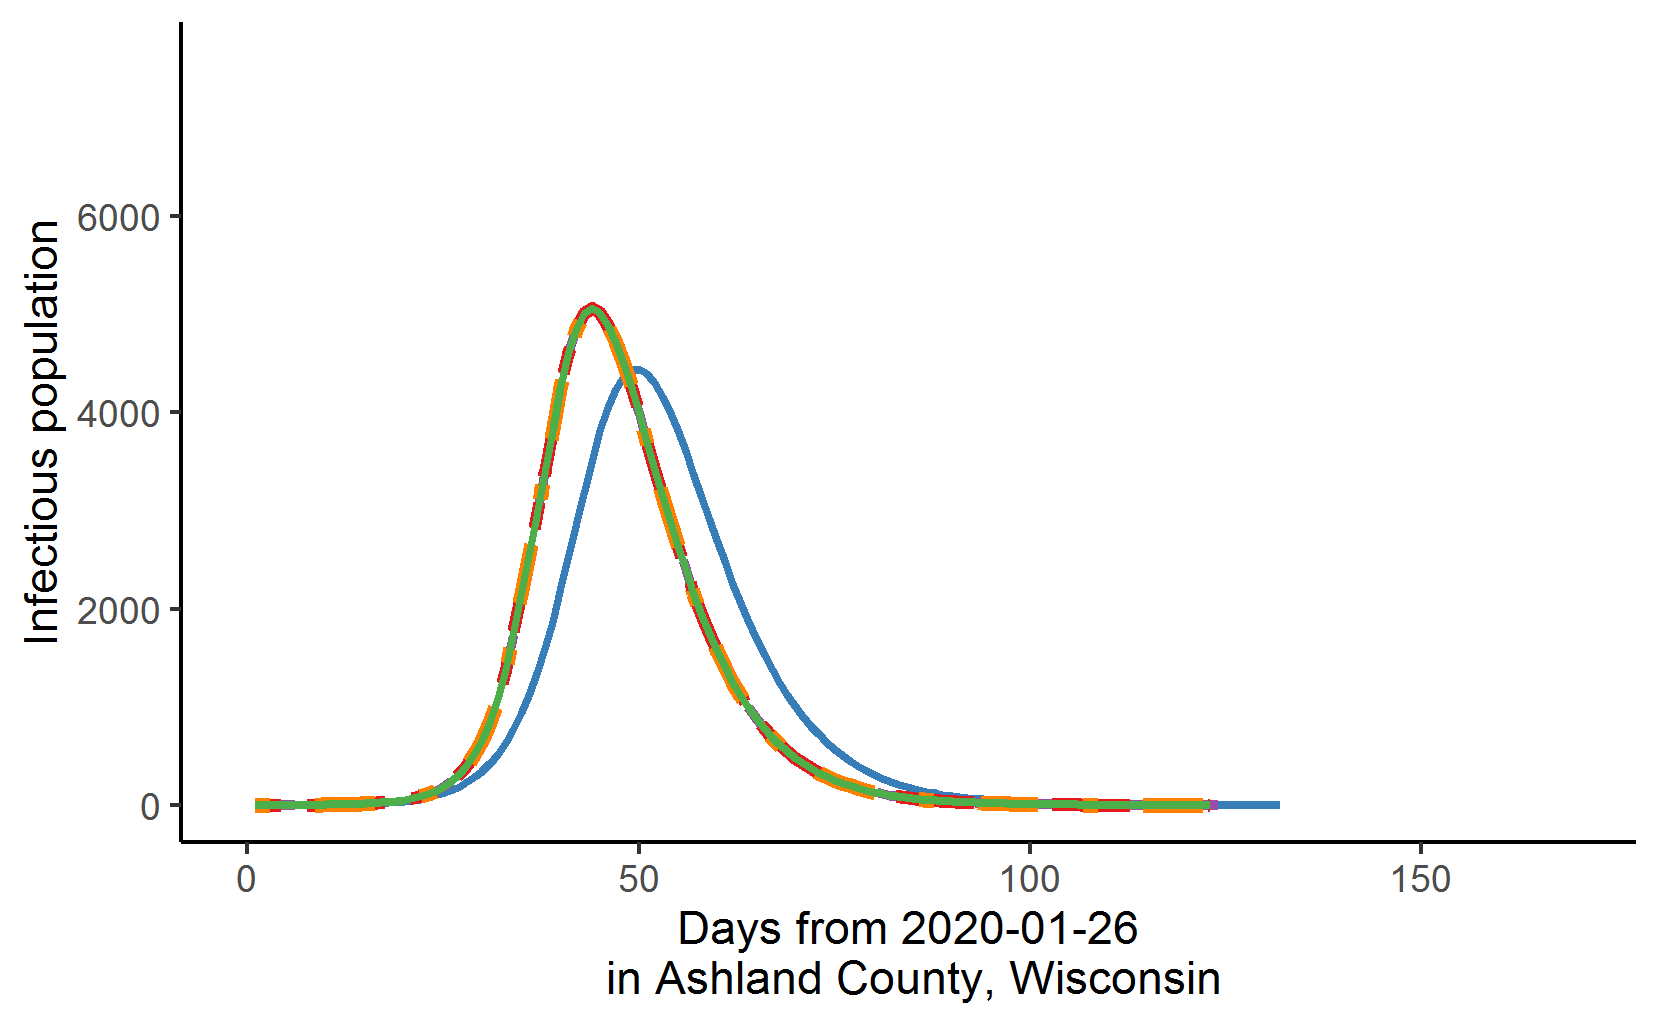 Infectious population
6000
4000
2000
0
0 50 100 150
Days from 2020-01-26
in Ashland County, Wisconsin